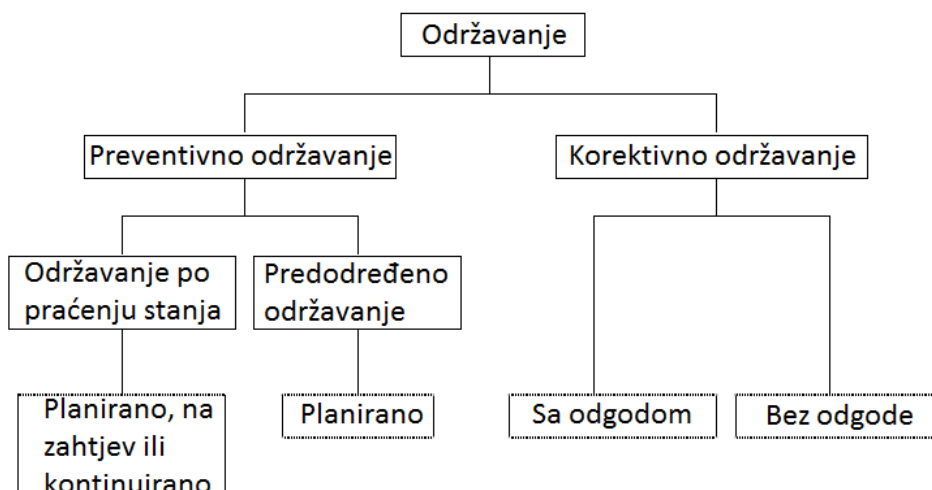 Održavanje
Preventivno održavanje
Korektivno održavanje
Održavanje po
praćenju stanja
Predodređeno
održavanje
Planirano, na
zahtjev ili
kontinuirano
Planirano
Sa odgodom
Bez odgode